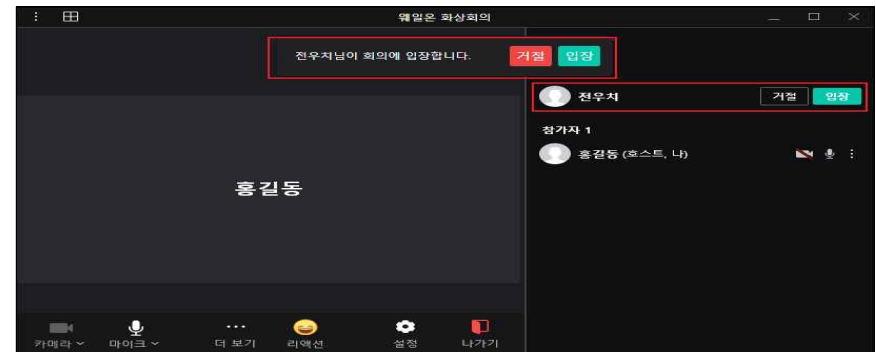 웨일온 화상회의
전우치님이 회의에 입장합니다. 거절 입장
전우치 거절 입장
참가자 1
홍길동 (호스트, 나)
홍길동
카메라 마이크 더 보기 리액션 설정 나가기